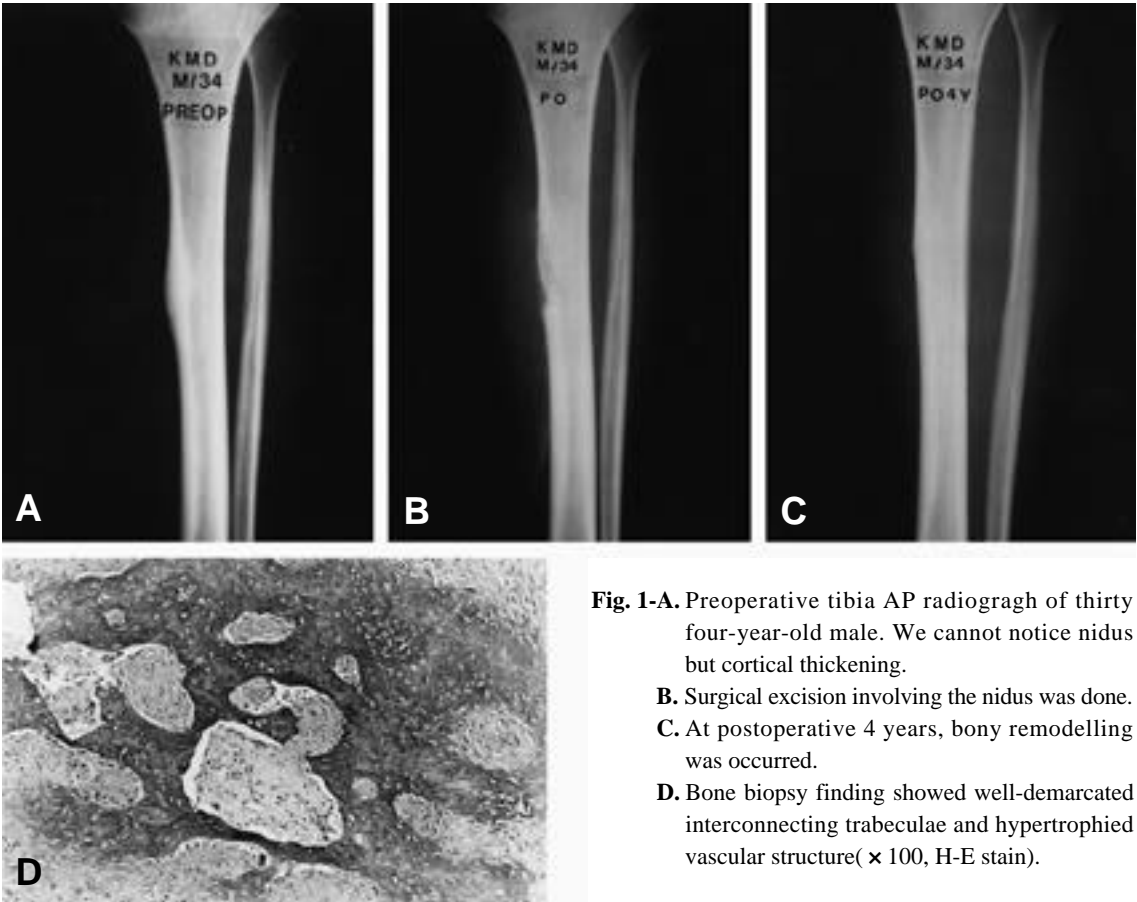 KMD
M/34
PREOP
A
KMD
M/34
PO
B
KMD
M/34
PO4Y
C
D
Fig. 1-A. Preoperative tibia AP radiogragh of thirty
four-year-old male. We cannot notice nidus
but cortical thickening.
B. Surgical excision involving the nidus was done.
C. At postoperative 4 years, bony remodelling
was occurred.
D. Bone biopsy finding showed well-demarcated
interconnecting trabeculae and hypertrophied
vascular structure( × 100, H-E stain).